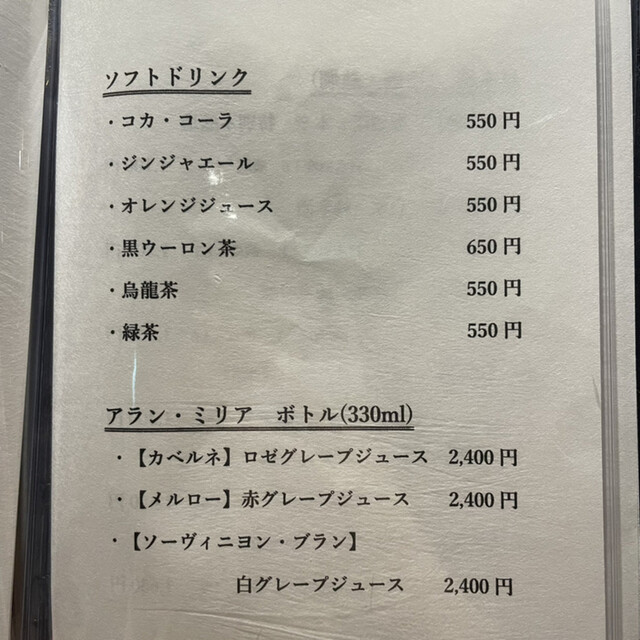 ソフトドリンク
・コカ・コーラ 550円
・ジンジャエール 550円
・オレンジジュース 550円
・黒ウーロン茶 650円
・烏龍茶 550円
・緑茶 550円
アラン・ミリア ボトル(330ml)
・【カベルネ】ロゼグレープジュース 2,400円
・【メルロー】赤グレープジュース 2,400円
・【ソーヴィニヨン・ブラン】
白グレープジュース 2,400円